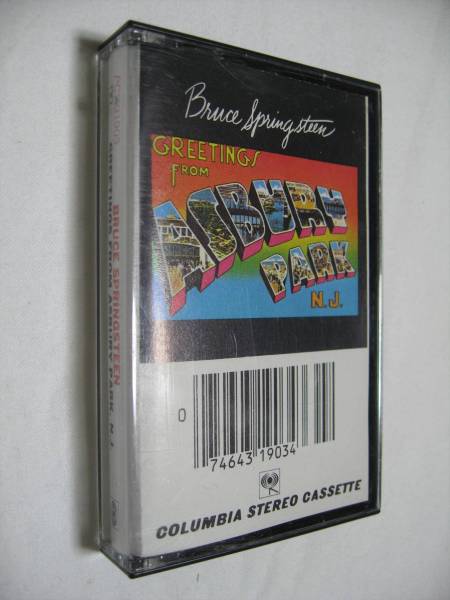 Bruce Springsteen
GREETINGS
FROM
ASBURY
PARK
N.J.
0
74643 19034
COLUMBIA STEREO CASSETTE
BRUCE SPRINGSTEEN
GREETINGS FROM ASBURY PARK, N.J.